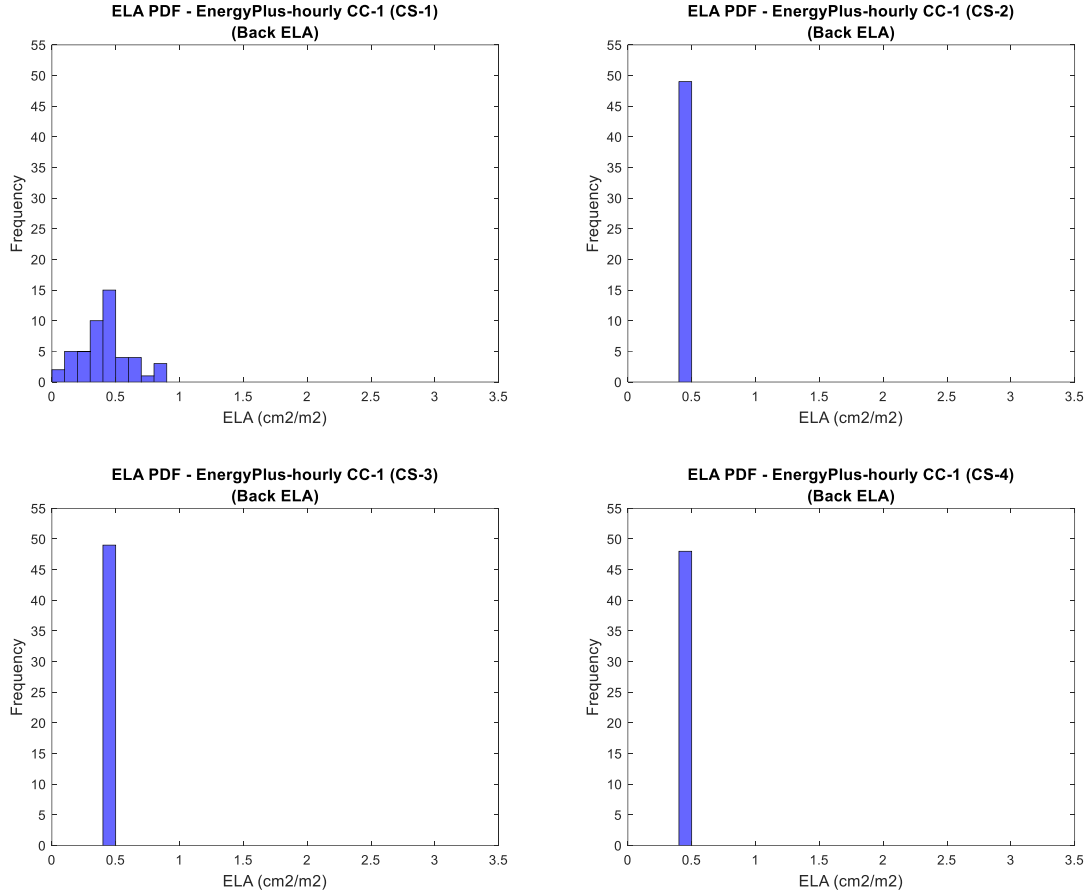 ELA PDF - EnergyPlus-hourly CC-1 (CS-1)
(Back ELA)
55
50
45
40
35
30
25
20
15
10
5
0
Frequency
0 0.5 1 1.5 2 2.5 3 3.5
ELA (cm2/m2)
ELA PDF - EnergyPlus-hourly CC-1 (CS-2)
(Back ELA)
55
50
45
40
35
30
25
20
15
10
5
0
Frequency
0 0.5 1 1.5 2 2.5 3 3.5
ELA (cm2/m2)
ELA PDF - EnergyPlus-hourly CC-1 (CS-3)
(Back ELA)
55
50
45
40
35
30
25
20
15
10
5
0
Frequency
0 0.5 1 1.5 2 2.5 3 3.5
ELA (cm2/m2)
ELA PDF - EnergyPlus-hourly CC-1 (CS-4)
(Back ELA)
55
50
45
40
35
30
25
20
15
10
5
0
Frequency
0 0.5 1 1.5 2 2.5 3 3.5
ELA (cm2/m2)